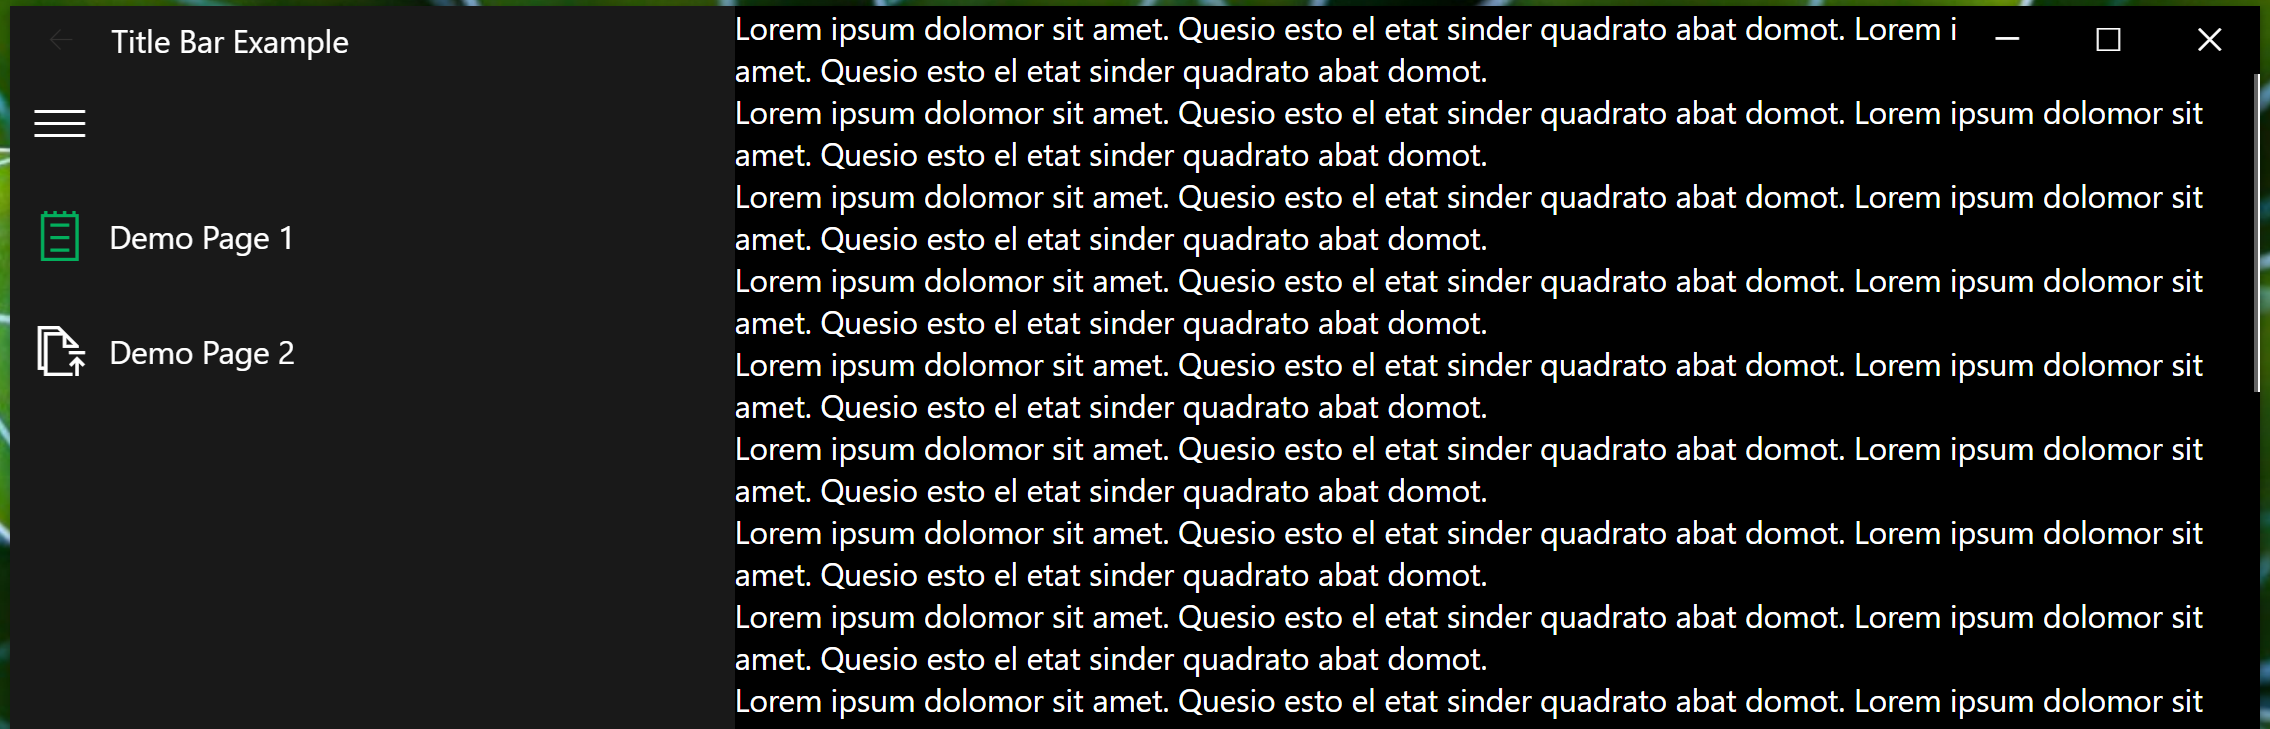 Title Bar Example
Demo Page 1
Demo Page 2
Lorem ipsum dolomor sit amet. Quesio esto el etat sinder quadrato abat domot. Lorem i
amet. Quesio esto el etat sinder quadrato abat domot.
Lorem ipsum dolomor sit amet. Quesio esto el etat sinder quadrato abat domot. Lorem ipsum dolomor sit
amet. Quesio esto el etat sinder quadrato abat domot.
Lorem ipsum dolomor sit amet. Quesio esto el etat sinder quadrato abat domot. Lorem ipsum dolomor sit
amet. Quesio esto el etat sinder quadrato abat domot.
Lorem ipsum dolomor sit amet. Quesio esto el etat sinder quadrato abat domot. Lorem ipsum dolomor sit
amet. Quesio esto el etat sinder quadrato abat domot.
Lorem ipsum dolomor sit amet. Quesio esto el etat sinder quadrato abat domot. Lorem ipsum dolomor sit
amet. Quesio esto el etat sinder quadrato abat domot.
Lorem ipsum dolomor sit amet. Quesio esto el etat sinder quadrato abat domot. Lorem ipsum dolomor sit
amet. Quesio esto el etat sinder quadrato abat domot.
Lorem ipsum dolomor sit amet. Quesio esto el etat sinder quadrato abat domot. Lorem ipsum dolomor sit
amet. Quesio esto el etat sinder quadrato abat domot.
Lorem ipsum dolomor sit amet. Quesio esto el etat sinder quadrato abat domot. Lorem ipsum dolomor sit
amet. Quesio esto el etat sinder quadrato abat domot.
Lorem ipsum dolomor sit amet. Quesio esto el etat sinder quadrato abat domot. Lorem ipsum dolomor sit